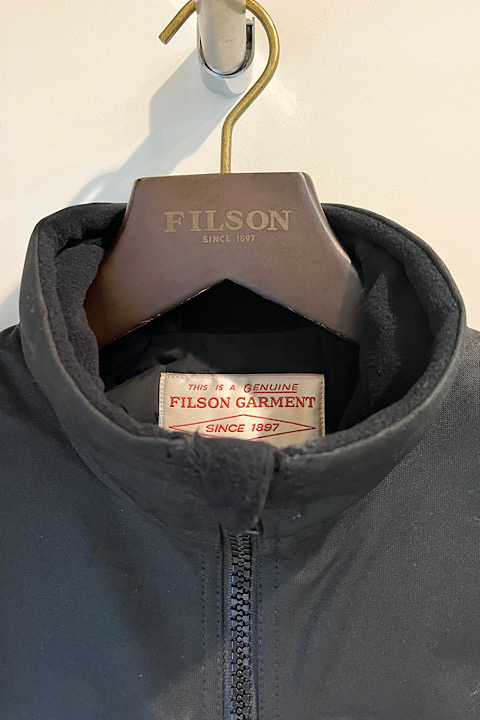 FILSON
SINCE 1897
THIS IS A GENUINE
FILSON GARMENT
SINCE 1897